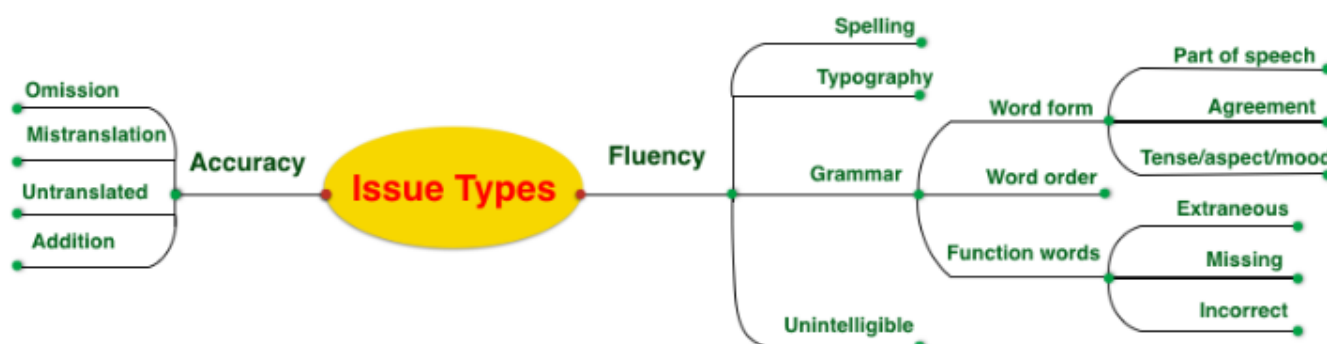 Issue Types
Accuracy
Omission
Mistranslation
Untranslated
Addition
Fluency
Spelling
Typography
Grammar
Word form
Part of speech
Agreement
Tense/aspect/mood
Word order
Function words
Extraneous
Missing
Incorrect
Unintelligible